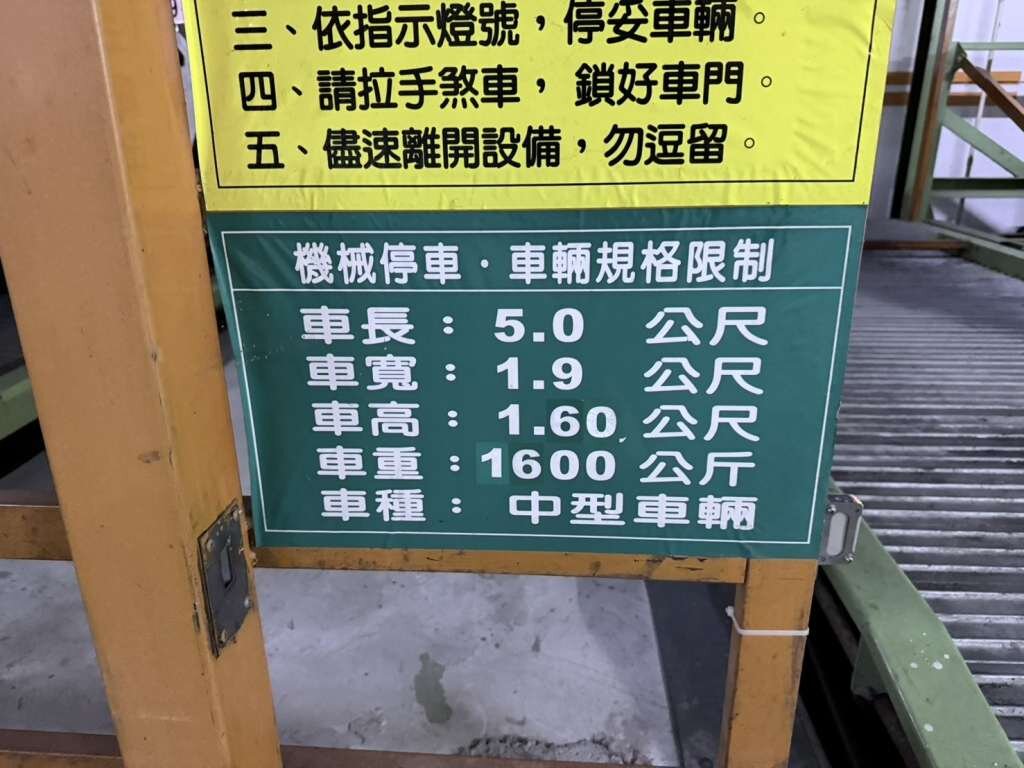 三、依指示燈號，停妥車輛。
四、請拉手煞車，鎖好車門。
五、儘速離開設備，勿逗留。
機械停車．車輛規格限制
車長：5.0 公尺
車寬：1.9 公尺
車高：1.60 公尺
車重：1600 公斤
車種：中型車輛